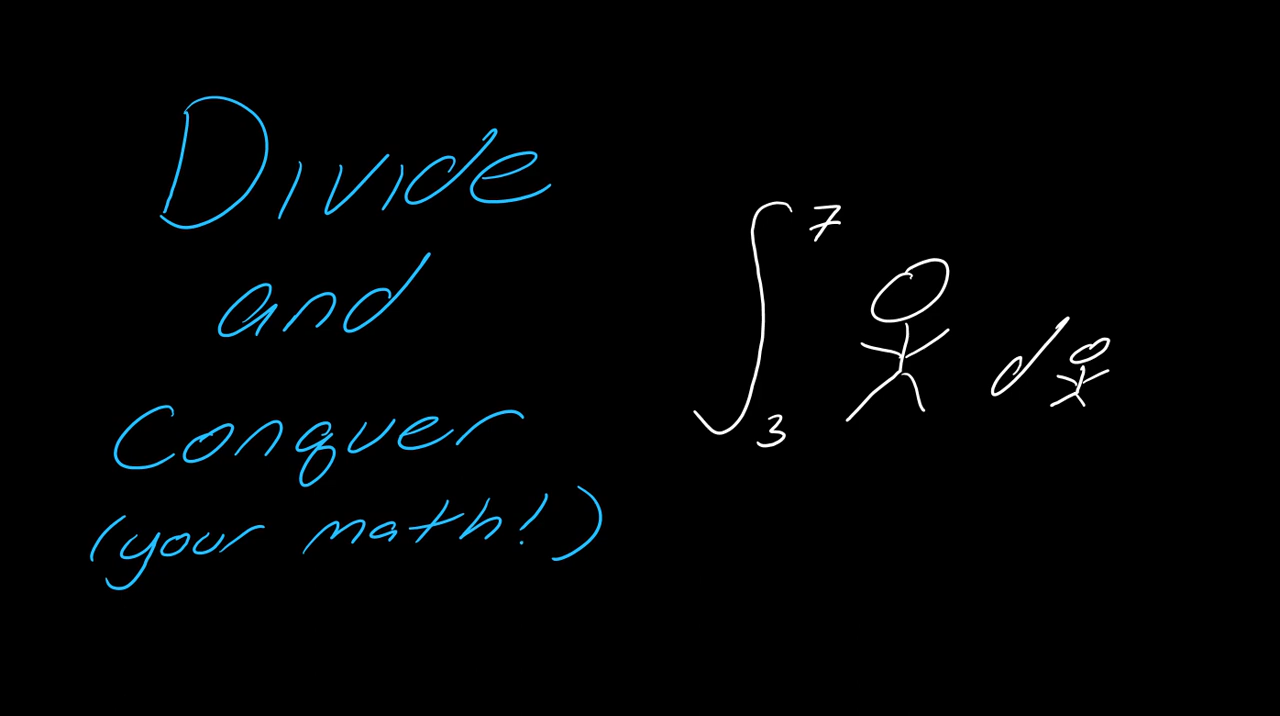 Divide
and
Conquer
(your math!)
∫ 7
3
d